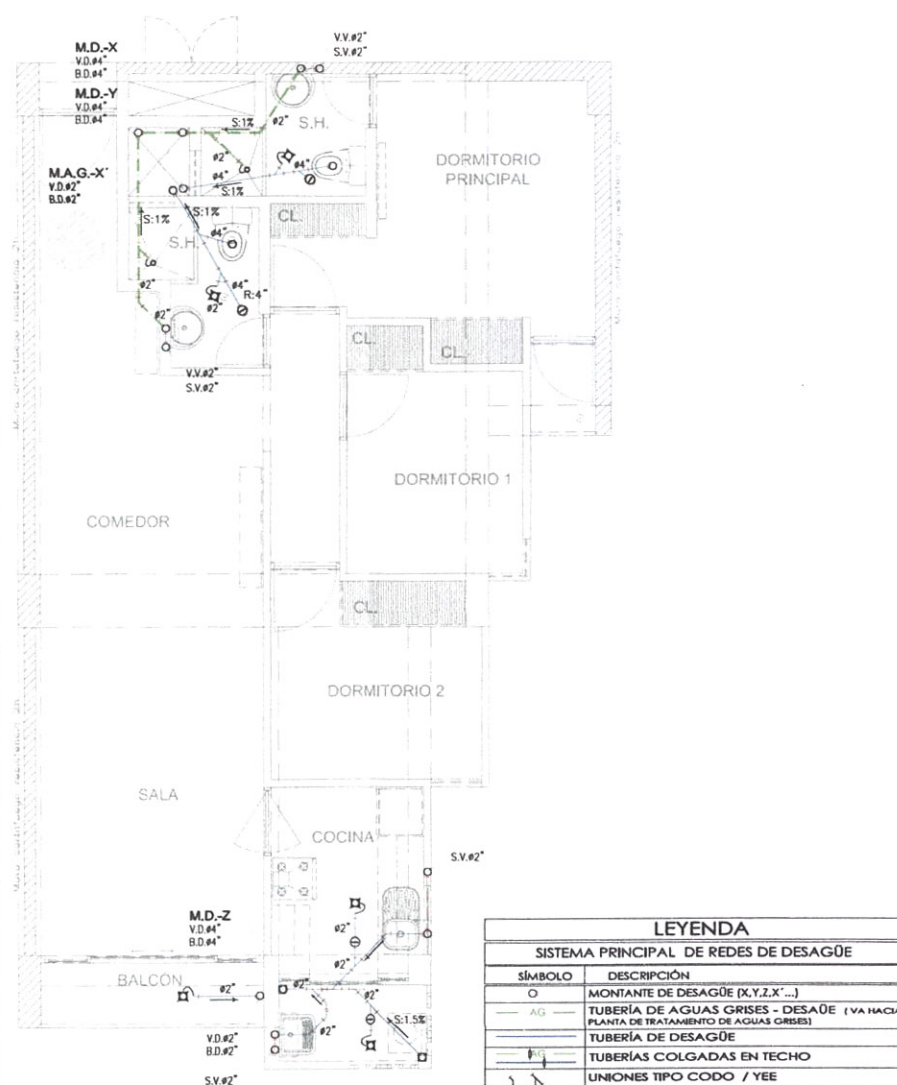 M.D.-X
V.D.ø4"
B.D.ø4"
V.V.ø2"
S.V.ø2"
M.D.-Y
V.D.ø4"
B.D.ø4"
S:1%
ø2"
S.H.
ø2"
ø4"
ø4"
S:1%
DORMITORIO
PRINCIPAL
M.A.G.-X'
V.D.ø2"
B.D.ø2"
S:1%
S:1%
CL.
S.H.
ø4"
ø4"
R:4"
ø2"
ø2"
ø2"
V.V.ø2"
S.V.ø2"
CL.
CL.
DORMITORIO 1
COMEDOR
CL.
DORMITORIO 2
SALA
COCINA
S.V.ø2"
M.D.-Z
V.D.ø4"
B.D.ø4"
ø2"
ø2"
BALCÓN
ø2"
ø2"
S:1.5%
ø2"
V.D.ø2"
B.D.ø2"
S.V.ø2"
LEYENDA
SISTEMA PRINCIPAL DE REDES DE DESAGÜE
SÍMBOLO DESCRIPCIÓN
MONTANTE DE DESAGÜE (X,Y,Z,X'...)
AG TUBERÍA DE AGUAS GRISES - DESAÜE ( VA HACIA
PLANTA DE TRATAMIENTO DE AGUAS GRISES)
TUBERÍA DE DESAGÜE
AG TUBERÍAS COLGADAS EN TECHO
UNIONES TIPO CODO / YEE